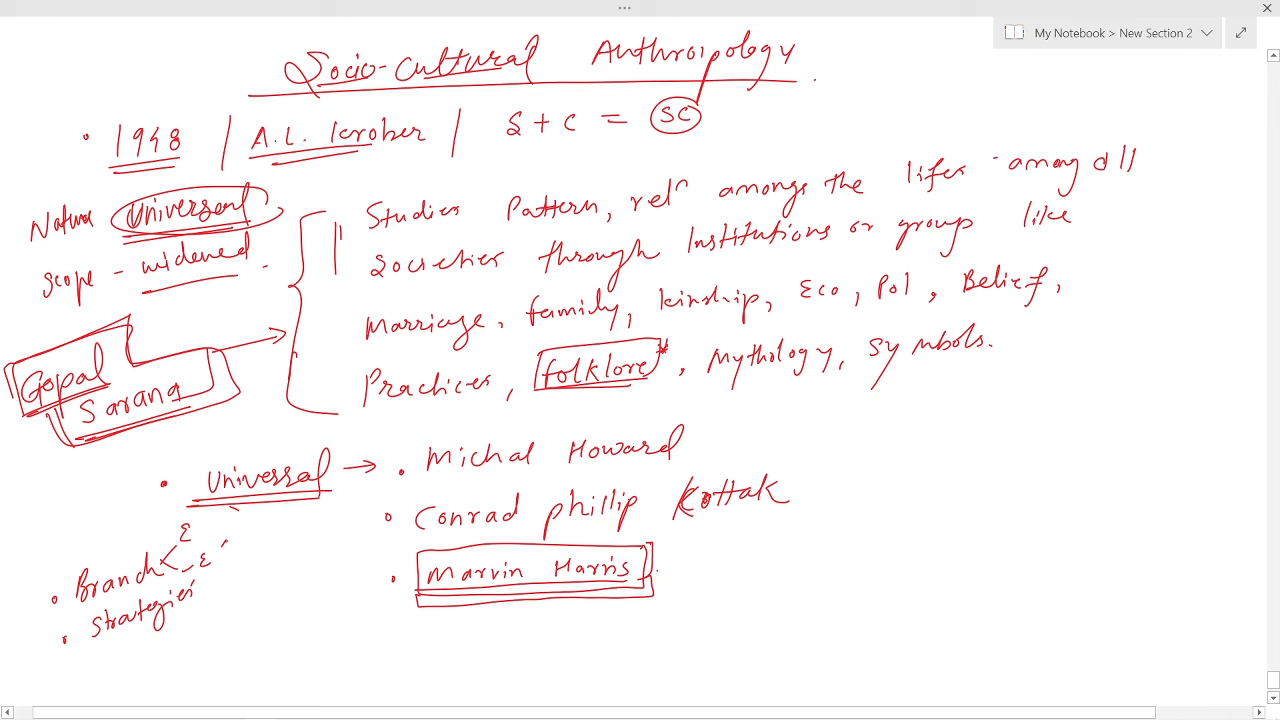 My Notebook > New Section 2
Socio-Cultural Anthropology
• 1948 | A.L. Krober | S + C = SC
Nature Universal
Scope - widened
Studies Pattern, relⁿ amongs the lifes among all
Societies through Institutions or group like
Marriage, family, kinship, Eco, Pol, Belief,
Practices, folklore*, Mythology, Symbols.
Gopal
Sarana
• Universal → • Michal Howard
• Conrad phillip Kottak
• Marvin Harris
• Branch < E
- E
• Strategies